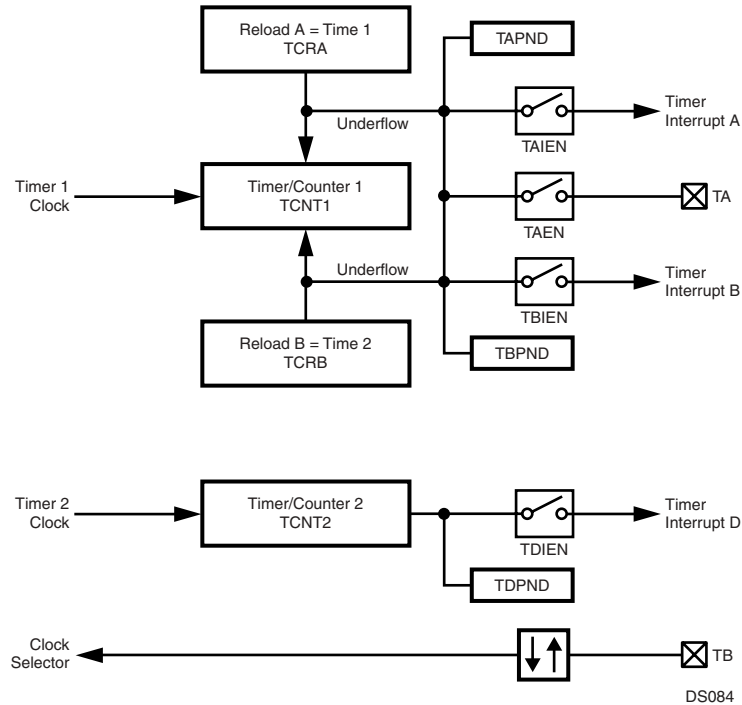 Reload A = Time 1
TCRA
TAPND
Underflow
Timer
Interrupt A
TAIEN
Timer 1
Clock
Timer/Counter 1
TCNT1
TA
TAEN
Underflow
Timer
Interrupt B
TBIEN
Reload B = Time 2
TCRB
TBPND
Timer 2
Clock
Timer/Counter 2
TCNT2
Timer
Interrupt D
TDIEN
TDPND
Clock
Selector
TB
DS084